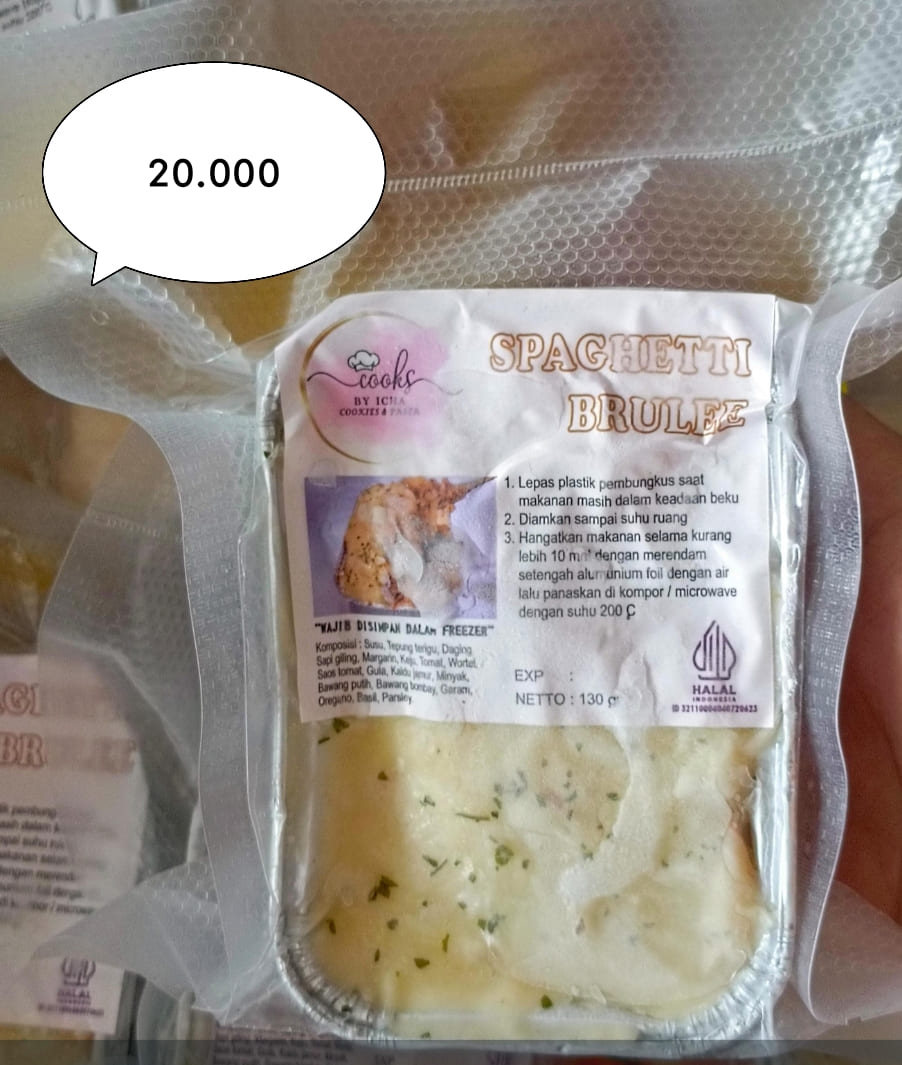 20.000
cooks
BY ICHA
COOKIES & PASTA
SPAGHETTI
BRULEE
1. Lepas plastik pembungkus saat
makanan masih dalam keadaan beku
2. Diamkan sampai suhu ruang
3. Hangatkan makanan selama kurang
lebih 10 dengan merendam
setengah alumunium foil dengan air
lalu panaskan di kompor / microwave
dengan suhu 200 C
"WAJIB DISIMPAN DALAM FREEZER"
Komposisi : Susu, Tepung terigu, Daging
Sapi giling, Margarin, Keju, Tomat, Wortel,
Saos tomat, Gula, Kaldu jamur, Minyak,
Bawang putih, Bawang bombay, Garam,
Oregano, Basil, Parsley
EXP :
NETTO : 130 gr
HALAL
INDONESIA
BR
HALAL